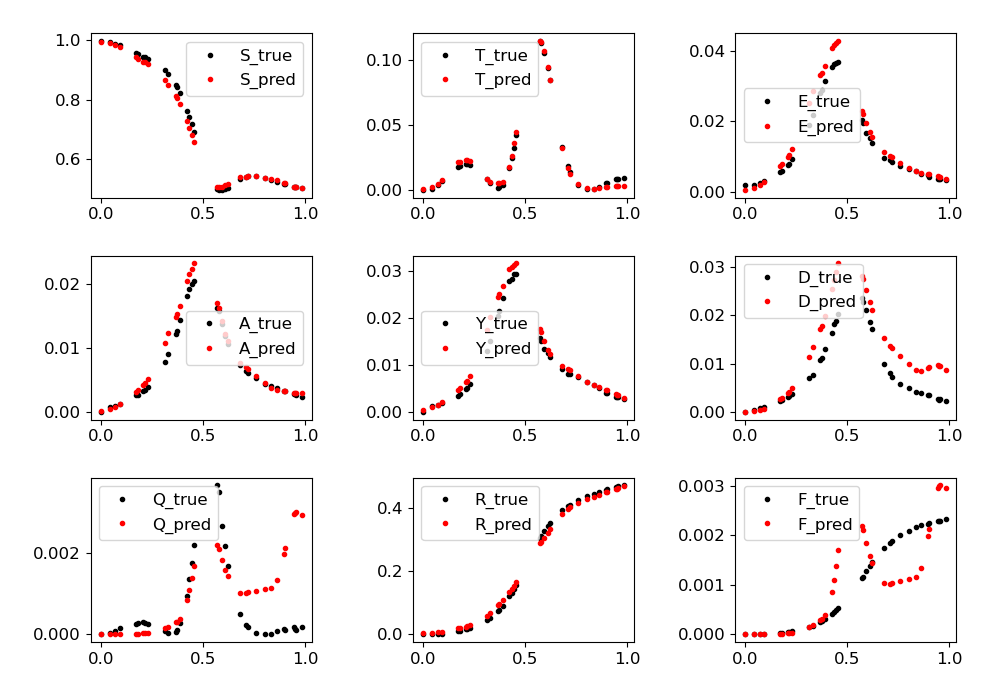 1.0
0.8
0.6
0.0 0.5 1.0
S_true
S_pred
0.10
0.05
0.00
0.0 0.5 1.0
T_true
T_pred
0.04
0.02
0.00
0.0 0.5 1.0
E_true
E_pred
0.02
0.01
0.00
0.0 0.5 1.0
A_true
A_pred
0.03
0.02
0.01
0.00
0.0 0.5 1.0
Y_true
Y_pred
0.03
0.02
0.01
0.00
0.0 0.5 1.0
D_true
D_pred
0.002
0.000
0.0 0.5 1.0
Q_true
Q_pred
0.4
0.2
0.0
0.0 0.5 1.0
R_true
R_pred
0.003
0.002
0.001
0.000
0.0 0.5 1.0
F_true
F_pred